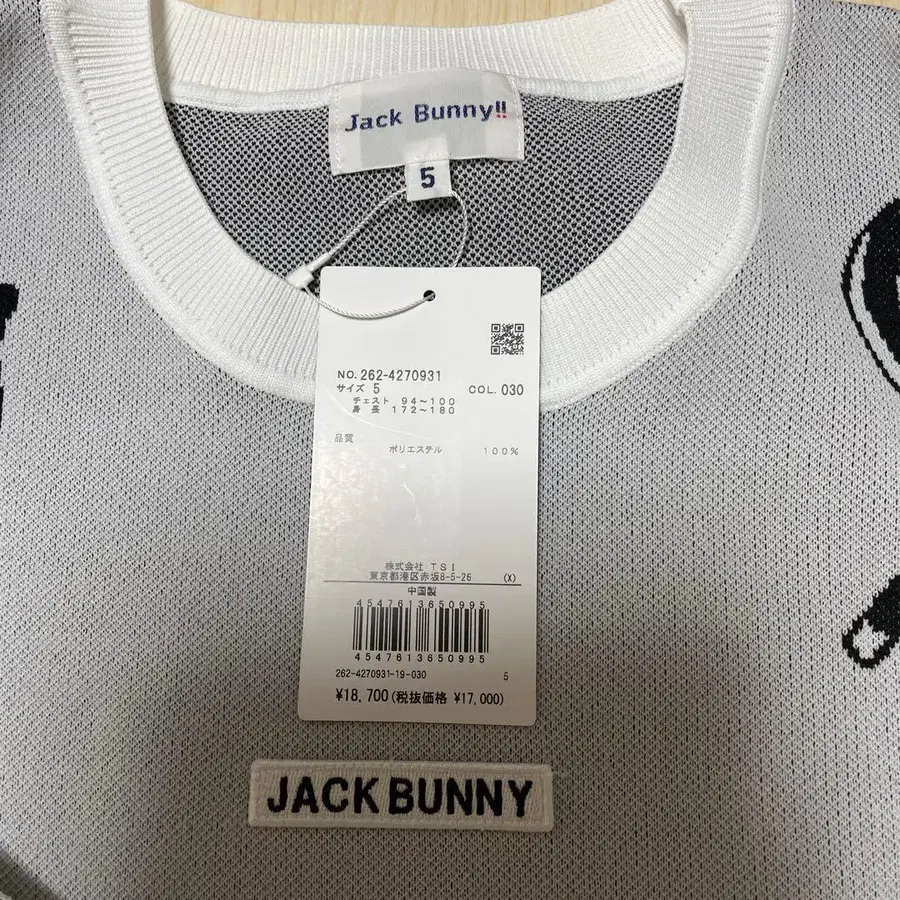 Jack Bunny!!
5
NO. 262-4270931
サイズ 5 COL. 030
チェスト 94～100
身長 172～180
品質
ポリエステル 100%
株式会社 TSI
東京都港区赤坂8-5-26 (X)
中国製
4547613650995
4547613650995
262-4270931-19-030 5
¥18,700(税抜価格 ¥17,000)
JACK BUNNY